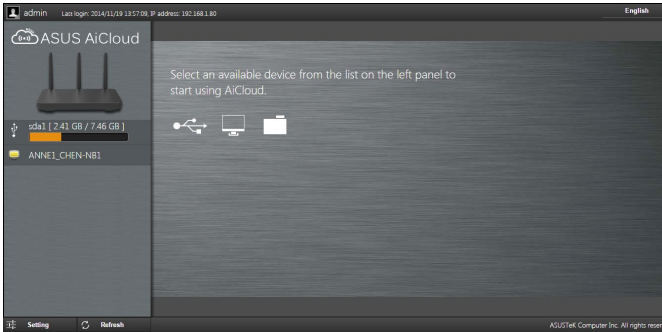 admin Last login: 2014/11/19 13:57:09, IP address: 192.168.1.80
English
ASUS AiCloud
Select an available device from the list on the left panel to
start using AiCloud.
sda1 [ 2.41 GB / 7.46 GB ]
ANNE1_CHEN-NB1
Setting Refresh
ASUSTeK Computer Inc. All rights reser